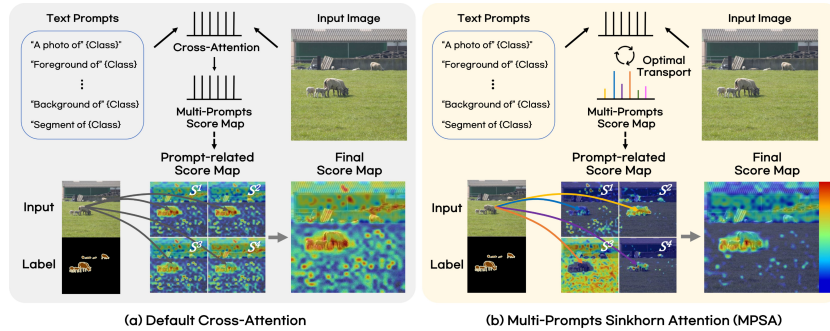 Text Prompts
Input Image
"A photo of" {Class}"
"Foreground of" {Class}
⋮
"Background of" {Class}
"Segment of" {Class}
Cross-Attention
Multi-Prompts
Score Map
Prompt-related
Score Map
Final
Score Map
S¹
S²
S³
S⁴
Input
Label
(a) Default Cross-Attention
Text Prompts
Input Image
"A photo of" {Class}
"Foreground of" {Class}
⋮
"Background of" {Class}
"Segment of" {Class}
Optimal
Transport
Multi-Prompts
Score Map
Prompt-related
Score Map
Final
Score Map
S¹
S²
S³
S⁴
Input
Label
(b) Multi-Prompts Sinkhorn Attention (MPSA)